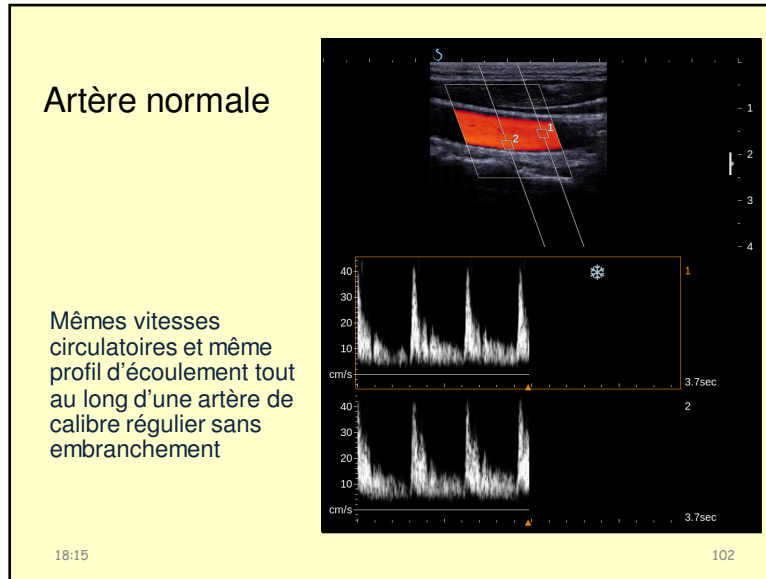 Artère normale
Mêmes vitesses
circulatoires et même
profil d'écoulement tout
au long d'une artère de
calibre régulier sans
embranchement
1
2
1
2
3
4
40
30
20
10
cm/s
1
3.7sec
40
30
20
10
cm/s
2
3.7sec
18:15
102